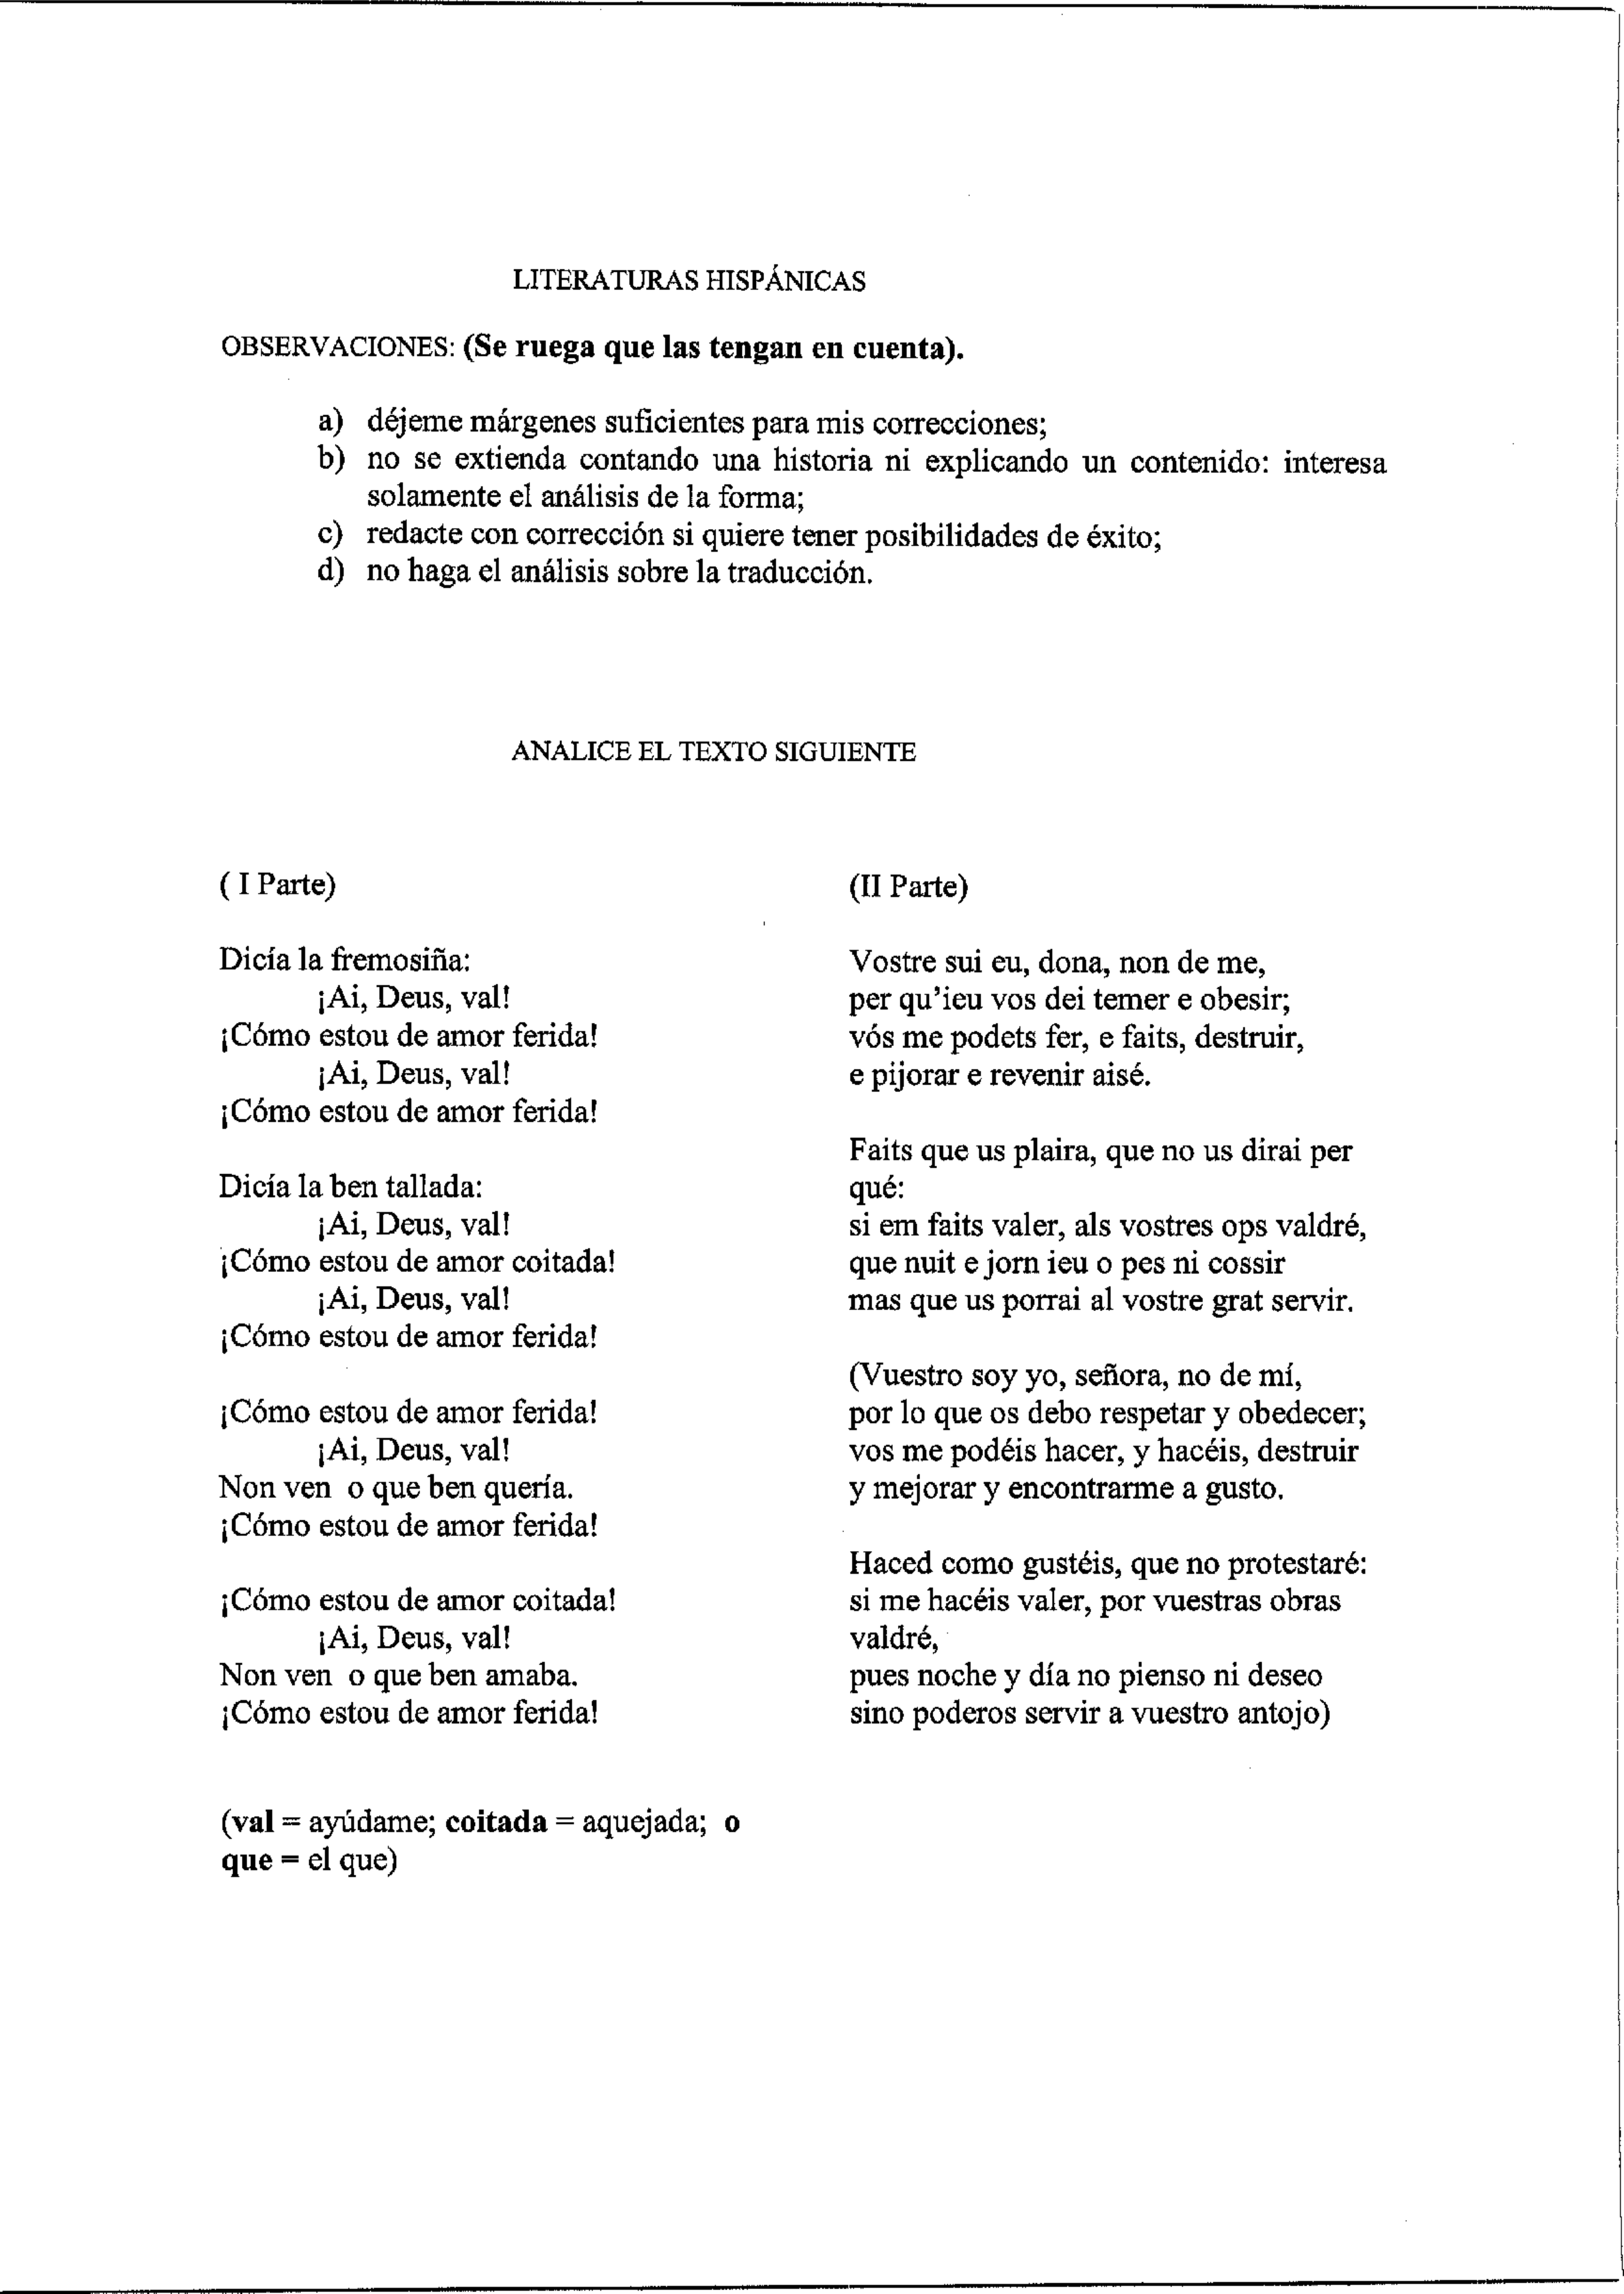 LITERATURAS HISPÁNICAS
OBSERVACIONES: (Se ruega que las tengan en cuenta).
a) déjeme márgenes suficientes para mis correcciones;
b) no se extienda contando una historia ni explicando un contenido: interesa
solamente el análisis de la forma;
c) redacte con corrección si quiere tener posibilidades de éxito;
d) no haga el análisis sobre la traducción.
ANALICE EL TEXTO SIGUIENTE
( I Parte)
Dicía la fremosiña:
¡Ai, Deus, val!
¡Cómo estou de amor ferida!
¡Ai, Deus, val!
¡Cómo estou de amor ferida!
Dicía la ben tallada:
¡Ai, Deus, val!
¡Cómo estou de amor coitada!
¡Ai, Deus, val!
¡Cómo estou de amor ferida!
¡Cómo estou de amor ferida!
¡Ai, Deus, val!
Non ven o que ben quería.
¡Cómo estou de amor ferida!
¡Cómo estou de amor coitada!
¡Ai, Deus, val!
Non ven o que ben amaba.
¡Cómo estou de amor ferida!
(val = ayúdame; coitada = aquejada; o
que = el que)
(II Parte)
Vostre sui eu, dona, non de me,
per qu'ieu vos dei temer e obesir;
vós me podets fer, e faits, destruir,
e pijorar e revenir aisé.
Faits que us plaira, que no us dirai per
qué:
si em faits valer, als vostres ops valdré,
que nuit e jorn ieu o pes ni cossir
mas que us porrai al vostre grat servir.
(Vuestro soy yo, señora, no de mí,
por lo que os debo respetar y obedecer;
vos me podéis hacer, y hacéis, destruir
y mejorar y encontrarme a gusto.
Haced como gustéis, que no protestaré:
si me hacéis valer, por vuestras obras
valdré,
pues noche y día no pienso ni deseo
sino poderos servir a vuestro antojo)